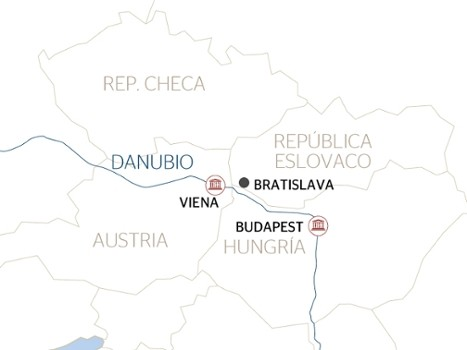 REP. CHECA
REPÚBLICA
ESLOVACO
DANUBIO
BRATISLAVA
VIENA
BUDAPEST
AUSTRIA
HUNGRÍA